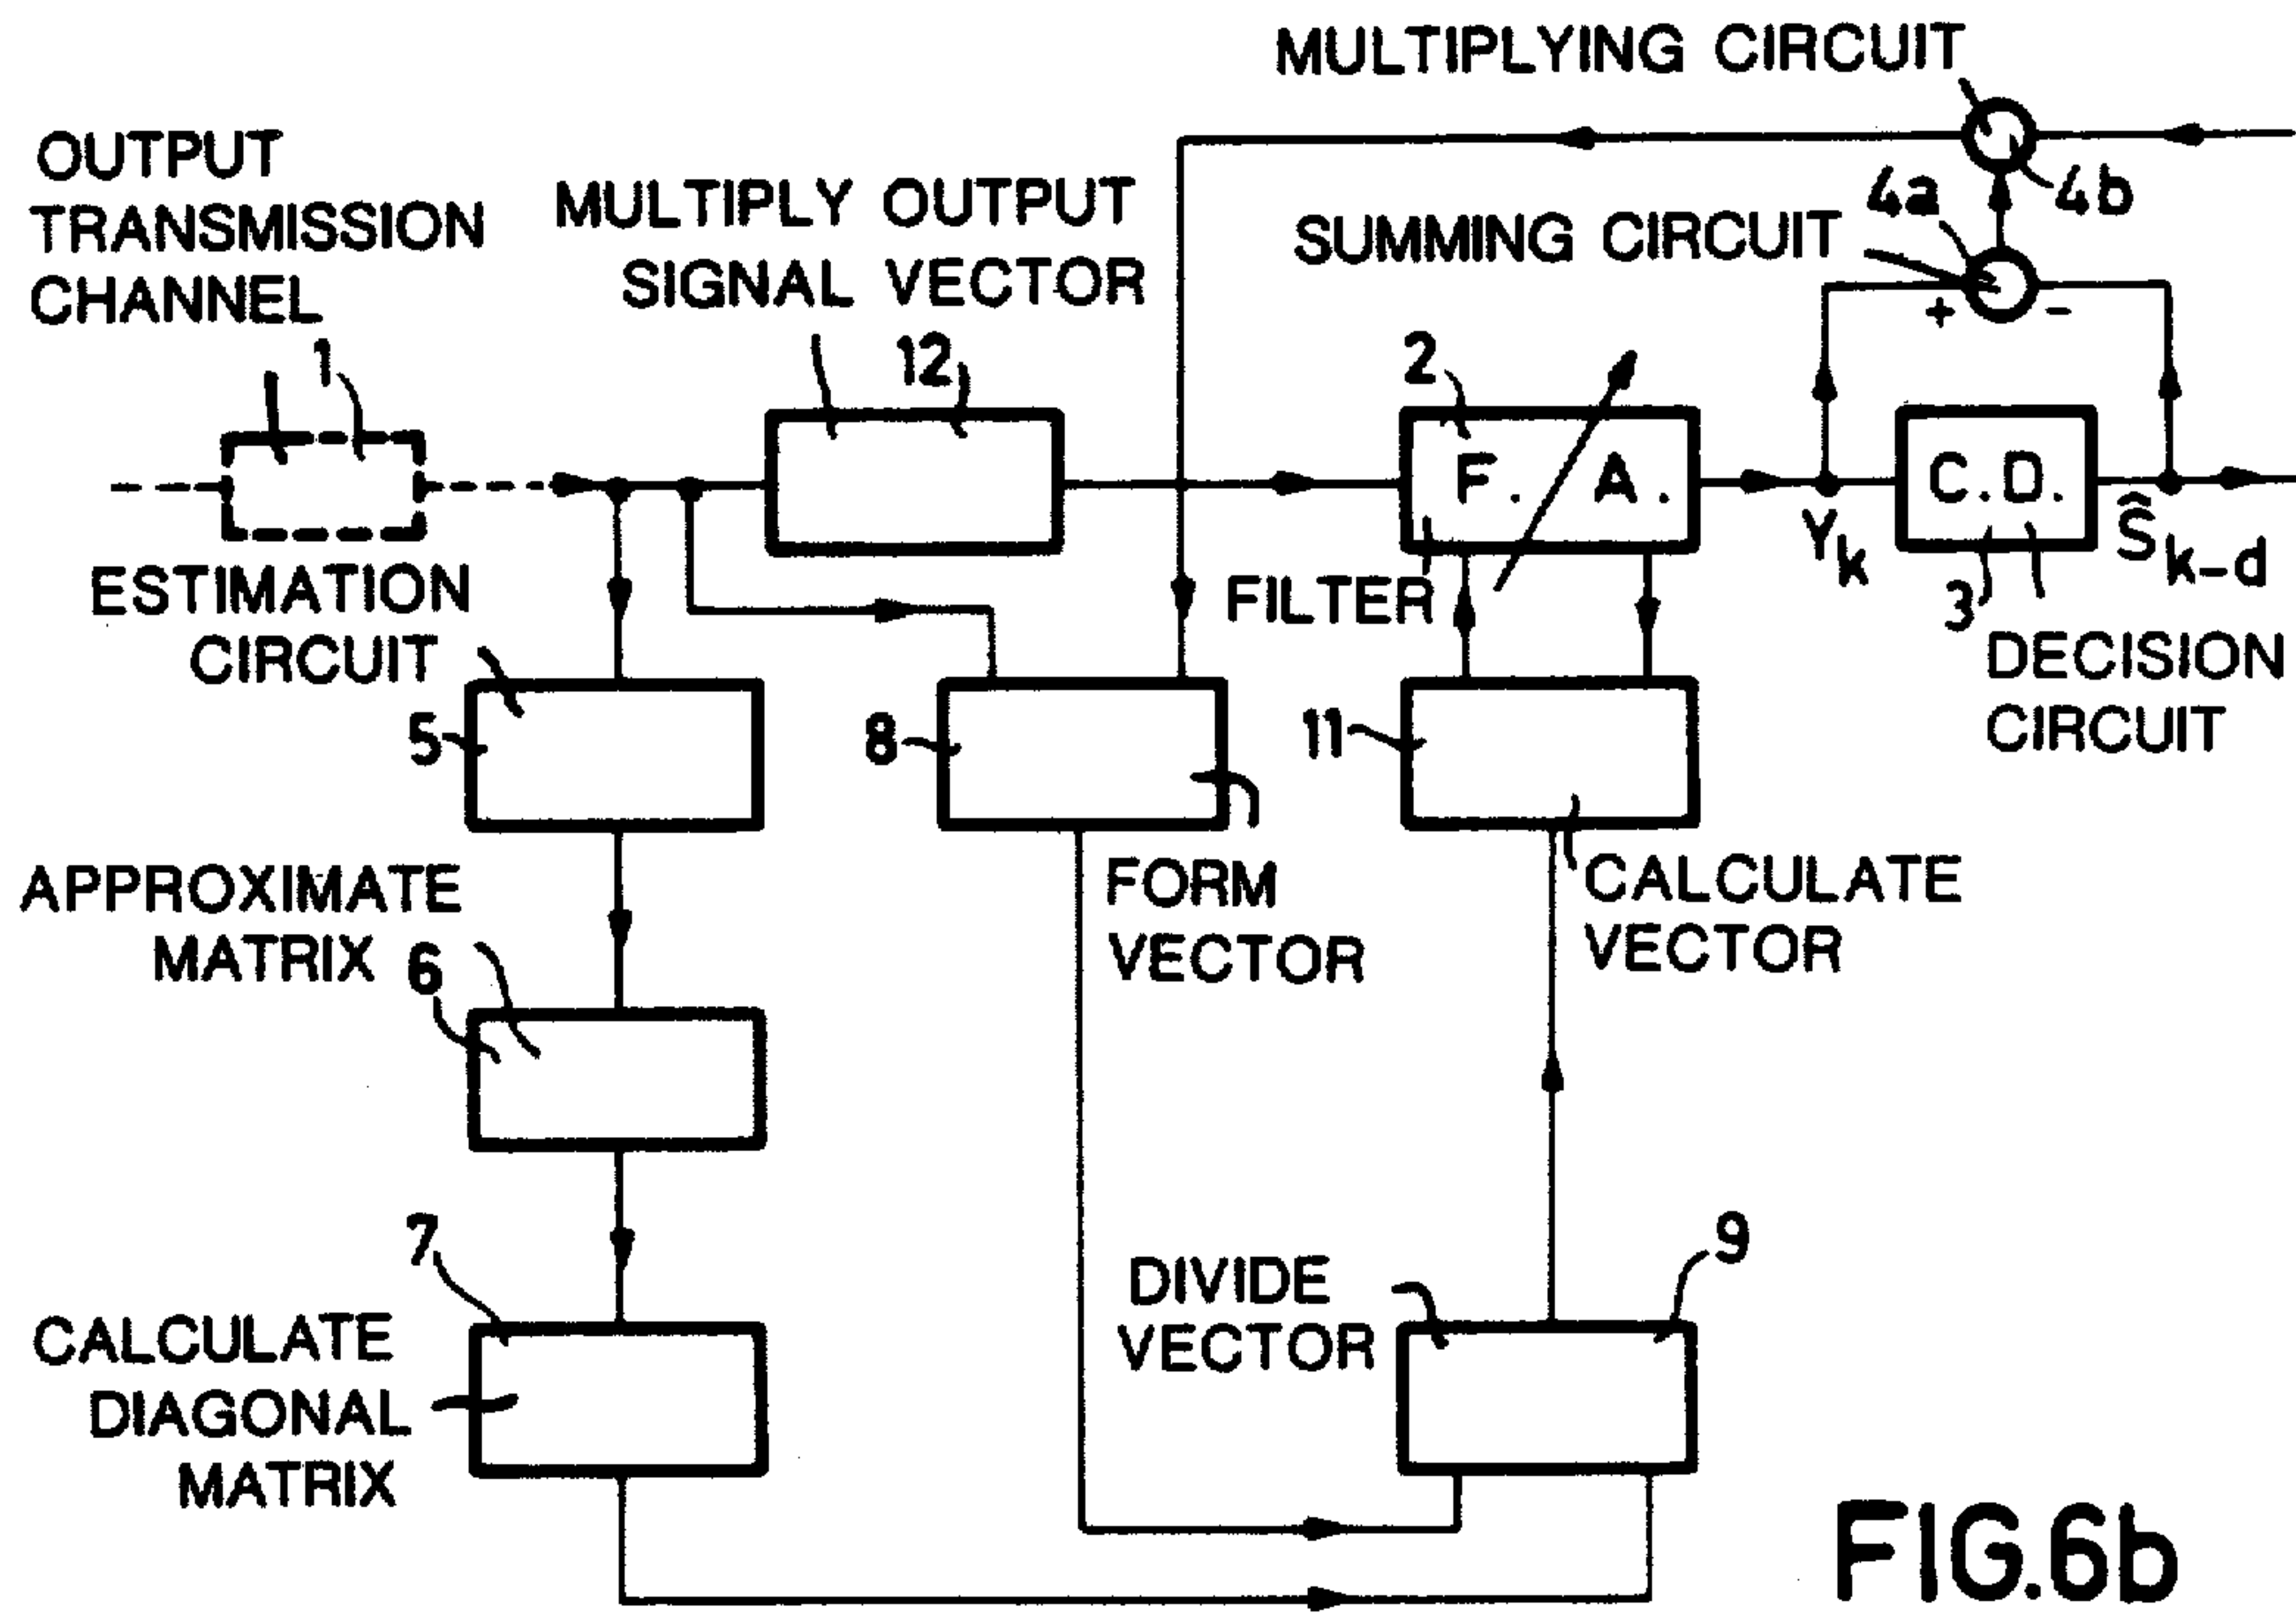 MULTIPLYING CIRCUIT
OUTPUT
TRANSMISSION
CHANNEL
MULTIPLY OUTPUT
SIGNAL VECTOR
SUMMING CIRCUIT
4a
4b
+
-
1
12
2
F. A.
C.D.
Yk
Ŝk-d
ESTIMATION
CIRCUIT
FILTER
3
DECISION
CIRCUIT
5
8
11
APPROXIMATE
MATRIX
6
FORM
VECTOR
CALCULATE
VECTOR
7
CALCULATE
DIAGONAL
MATRIX
DIVIDE
VECTOR
9
FIG.6b